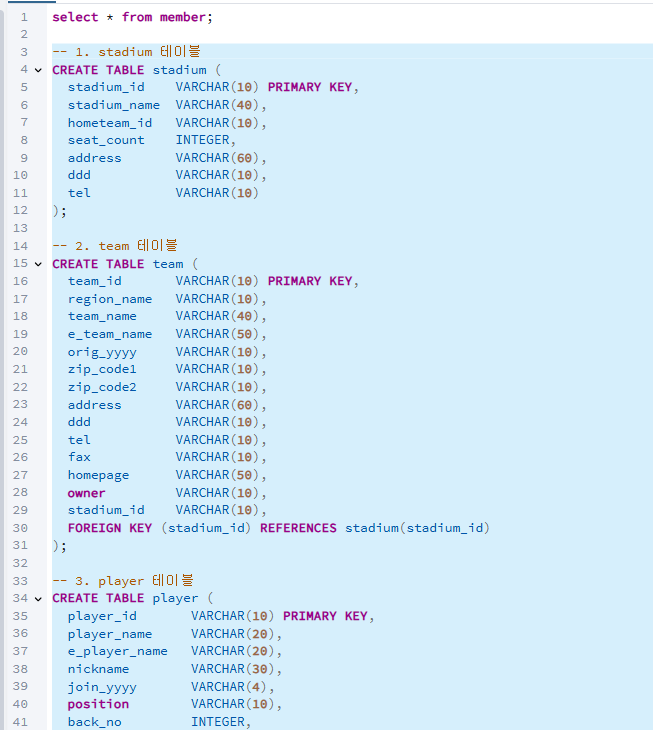 1 select * from member;
2
3 -- 1. stadium 테이블
4 CREATE TABLE stadium (
5 stadium_id VARCHAR(10) PRIMARY KEY,
6 stadium_name VARCHAR(40),
7 hometeam_id VARCHAR(10),
8 seat_count INTEGER,
9 address VARCHAR(60),
10 ddd VARCHAR(10),
11 tel VARCHAR(10)
12 );
13
14 -- 2. team 테이블
15 CREATE TABLE team (
16 team_id VARCHAR(10) PRIMARY KEY,
17 region_name VARCHAR(10),
18 team_name VARCHAR(40),
19 e_team_name VARCHAR(50),
20 orig_yyyy VARCHAR(10),
21 zip_code1 VARCHAR(10),
22 zip_code2 VARCHAR(10),
23 address VARCHAR(60),
24 ddd VARCHAR(10),
25 tel VARCHAR(10),
26 fax VARCHAR(10),
27 homepage VARCHAR(50),
28 owner VARCHAR(10),
29 stadium_id VARCHAR(10),
30 FOREIGN KEY (stadium_id) REFERENCES stadium(stadium_id)
31 );
32
33 -- 3. player 테이블
34 CREATE TABLE player (
35 player_id VARCHAR(10) PRIMARY KEY,
36 player_name VARCHAR(20),
37 e_player_name VARCHAR(20),
38 nickname VARCHAR(30),
39 join_yyyy VARCHAR(4),
40 position VARCHAR(10),
41 back_no INTEGER,